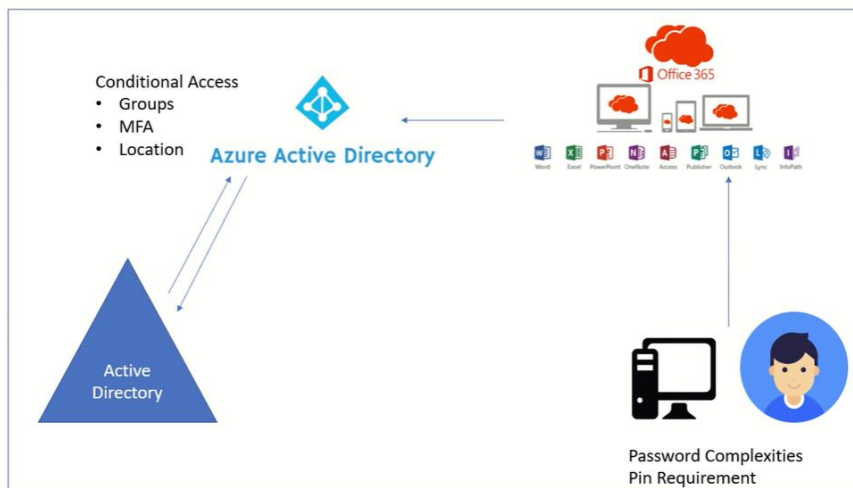 Conditional Access
• Groups
• MFA
• Location
Azure Active Directory
Office 365
Word Excel PowerPoint OneNote Access Publisher Outlook Lync InfoPath
Active
Directory
Password Complexities
Pin Requirement